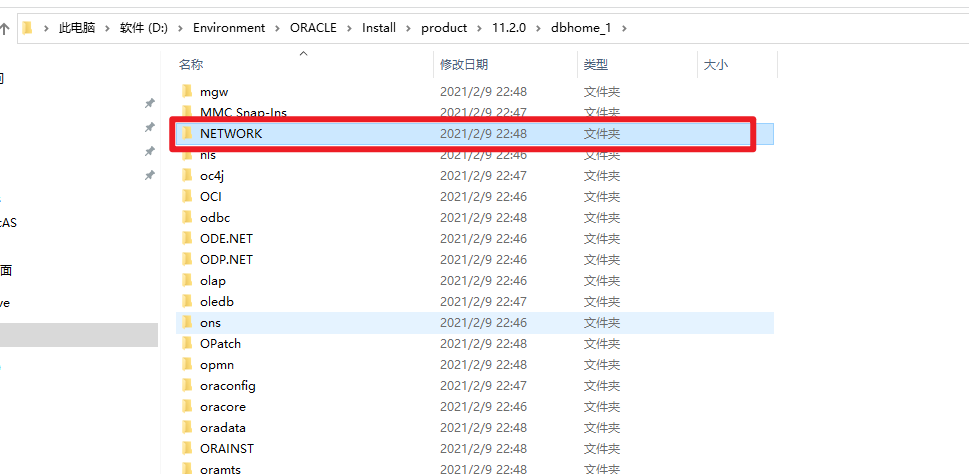 此电脑 > 软件 (D:) > Environment > ORACLE > Install > product > 11.2.0 > dbhome_1 >
名称 修改日期 类型 大小
mgw 2021/2/9 22:48 文件夹
MMC Snap-Ins 2021/2/9 22:47 文件夹
NETWORK 2021/2/9 22:48 文件夹
nls 2021/2/9 22:46 文件夹
oc4j 2021/2/9 22:47 文件夹
OCI 2021/2/9 22:46 文件夹
cAS
odbc 2021/2/9 22:48 文件夹
ODE.NET 2021/2/9 22:46 文件夹
ODP.NET 2021/2/9 22:46 文件夹
面
olap 2021/2/9 22:48 文件夹
oledb 2021/2/9 22:47 文件夹
ve
ons 2021/2/9 22:46 文件夹
OPatch 2021/2/9 22:48 文件夹
opmn 2021/2/9 22:48 文件夹
oraconfig 2021/2/9 22:47 文件夹
oracore 2021/2/9 22:46 文件夹
oradata 2021/2/9 22:47 文件夹
ORAINST 2021/2/9 22:48 文件夹
oramts 2021/2/9 22:46 文件夹